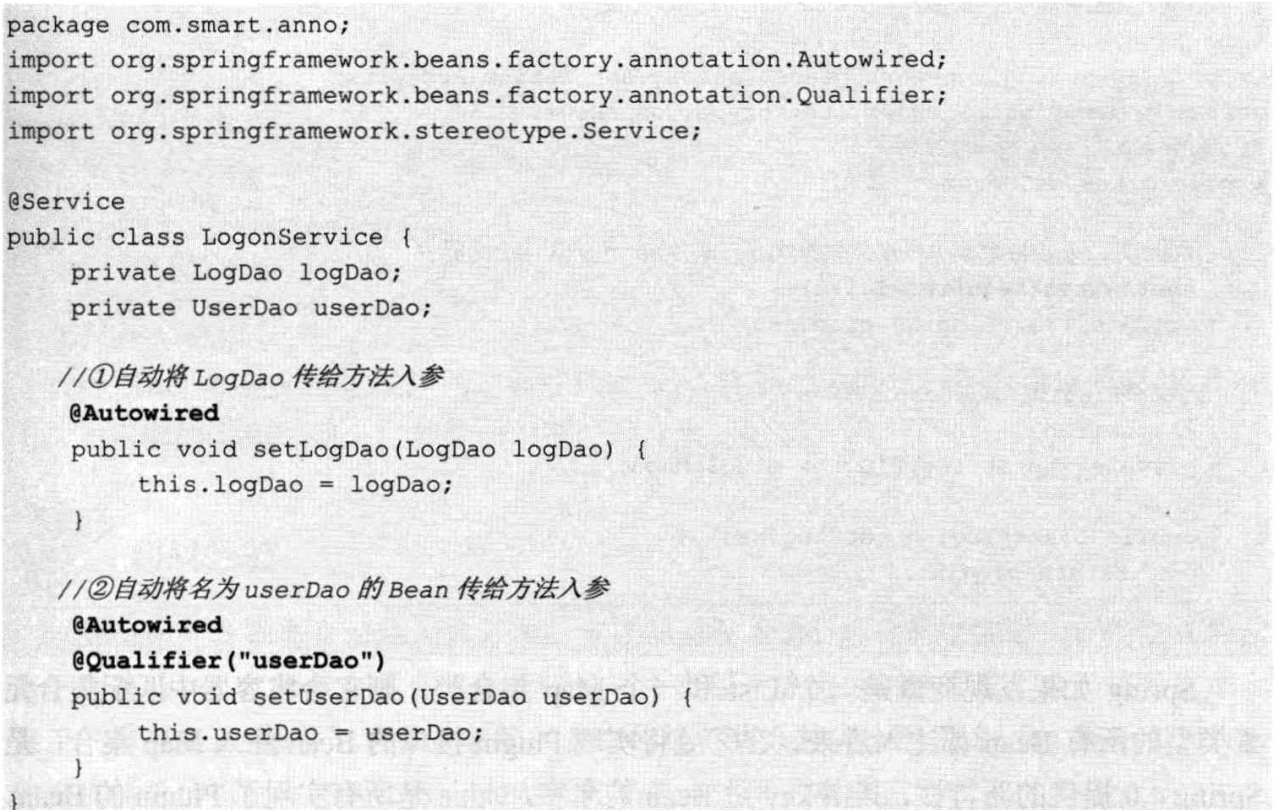 package com.smart.anno;
import org.springframework.beans.factory.annotation.Autowired;
import org.springframework.beans.factory.annotation.Qualifier;
import org.springframework.stereotype.Service;

@Service
public class LogonService {
    private LogDao logDao;
    private UserDao userDao;

    //①自动将 LogDao 传给方法入参
    @Autowired
    public void setLogDao(LogDao logDao) {
        this.logDao = logDao;
    }

    //②自动将名为 userDao 的 Bean 传给方法入参
    @Autowired
    @Qualifier("userDao")
    public void setUserDao(UserDao userDao) {
        this.userDao = userDao;
    }
}